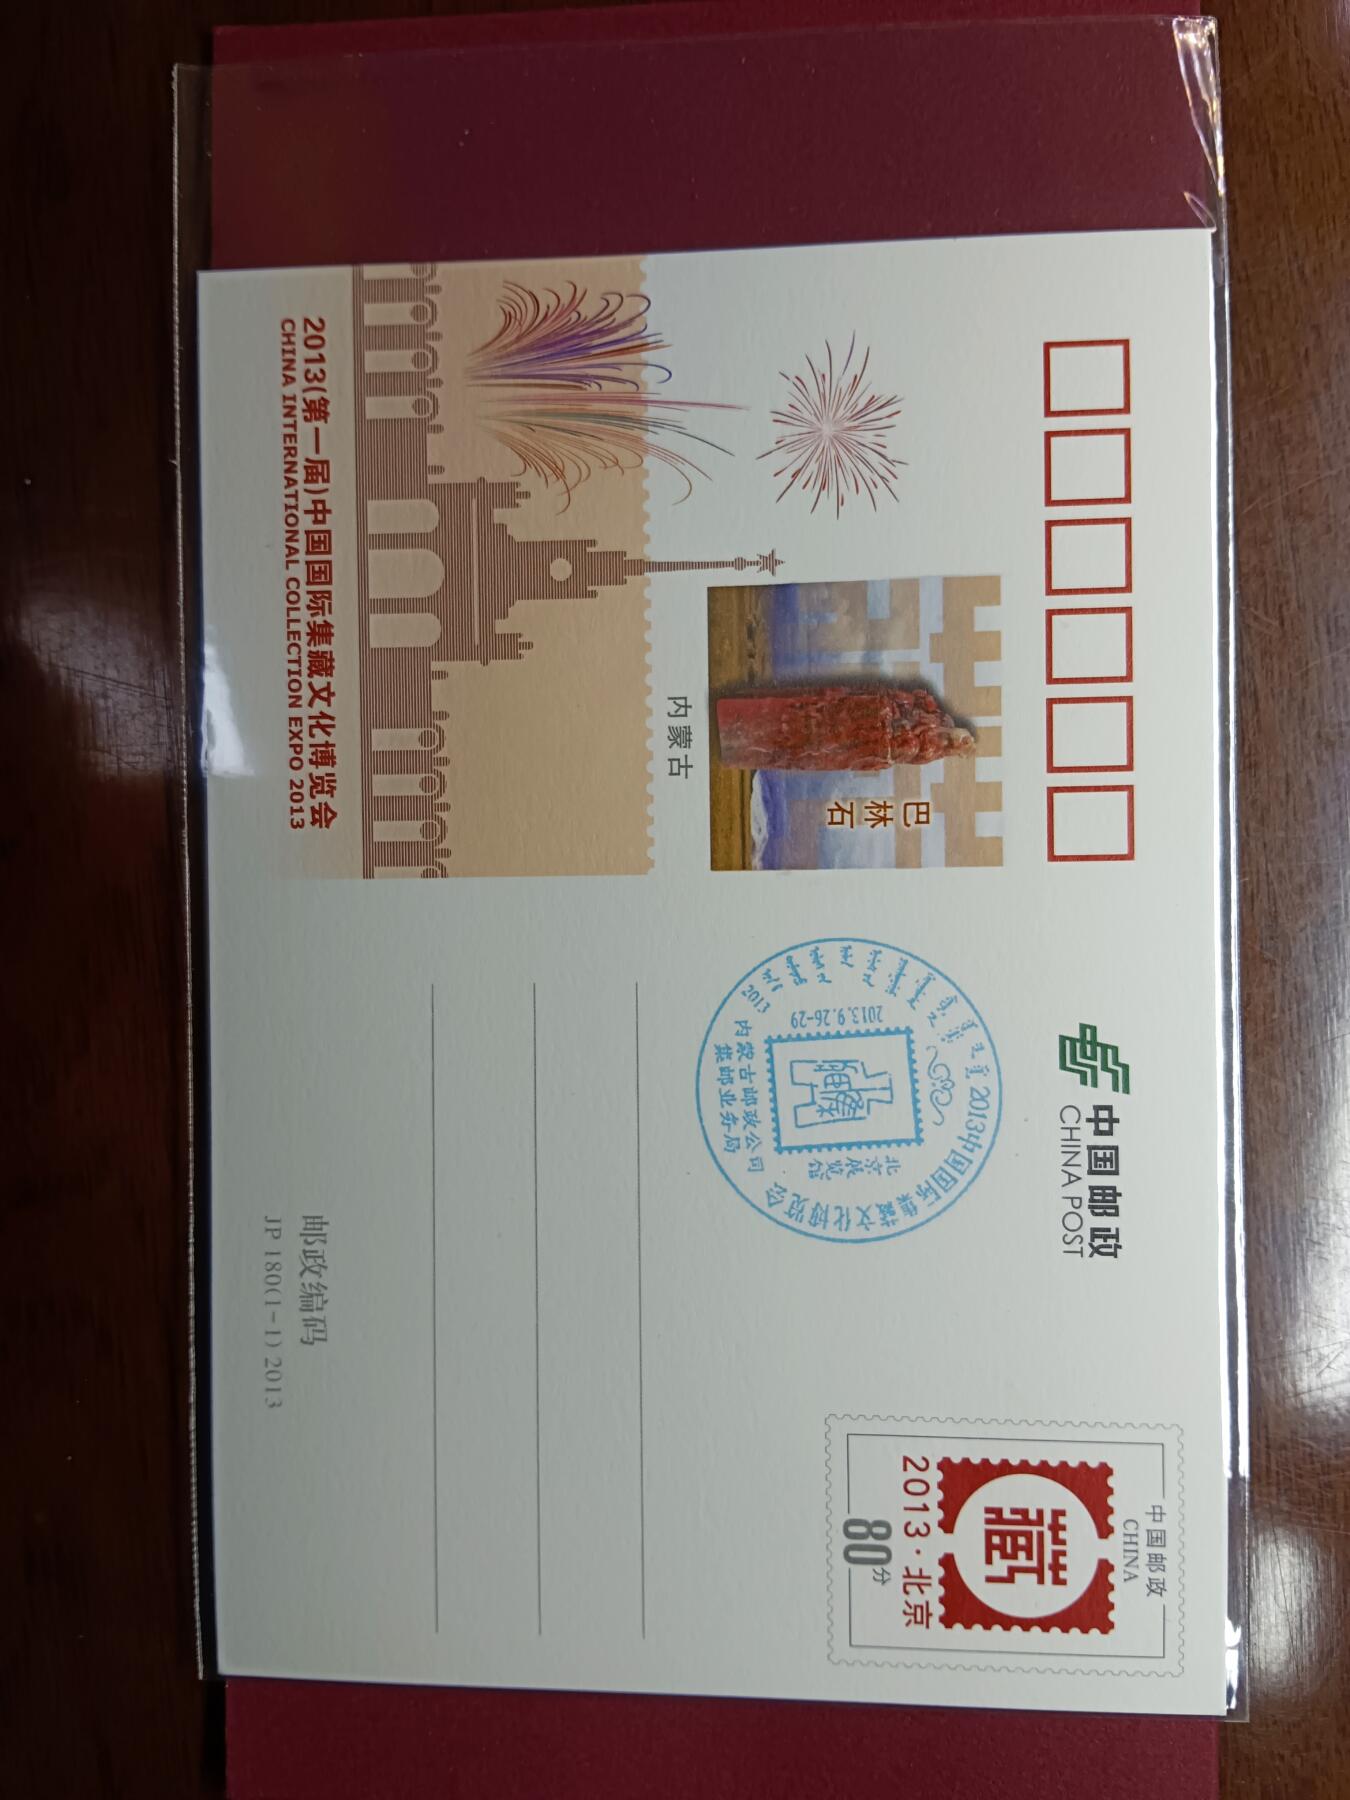 中国邮政
CHINA POST
中国邮政
CHINA
藏
2013·北京
80分
巴林石
内蒙古
2013中国国际集藏文化博览会
2013
2013.9.26-29
北京展览馆
内蒙古邮政公司
集邮业务局
2013(第一届)中国国际集藏文化博览会
CHINA INTERNATIONAL COLLECTION EXPO 2013
邮政编码
JP 180(1-1) 2013